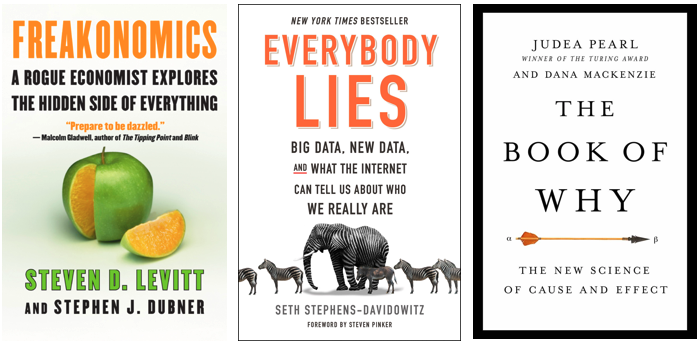 FREAKONOMICS
A ROGUE ECONOMIST EXPLORES
THE HIDDEN SIDE OF EVERYTHING
"Prepare to be dazzled."
— Malcolm Gladwell, author of The Tipping Point and Blink
STEVEN D. LEVITT
AND STEPHEN J. DUBNER
NEW YORK TIMES BESTSELLER
EVERYBODY
LIES
BIG DATA, NEW DATA,
AND WHAT THE INTERNET
CAN TELL US ABOUT WHO
WE REALLY ARE
SETH STEPHENS-DAVIDOWITZ
FOREWORD BY STEVEN PINKER
JUDEA PEARL
WINNER OF THE TURING AWARD
AND DANA MACKENZIE
THE
BOOK OF
WHY
α β
THE NEW SCIENCE
OF CAUSE AND EFFECT